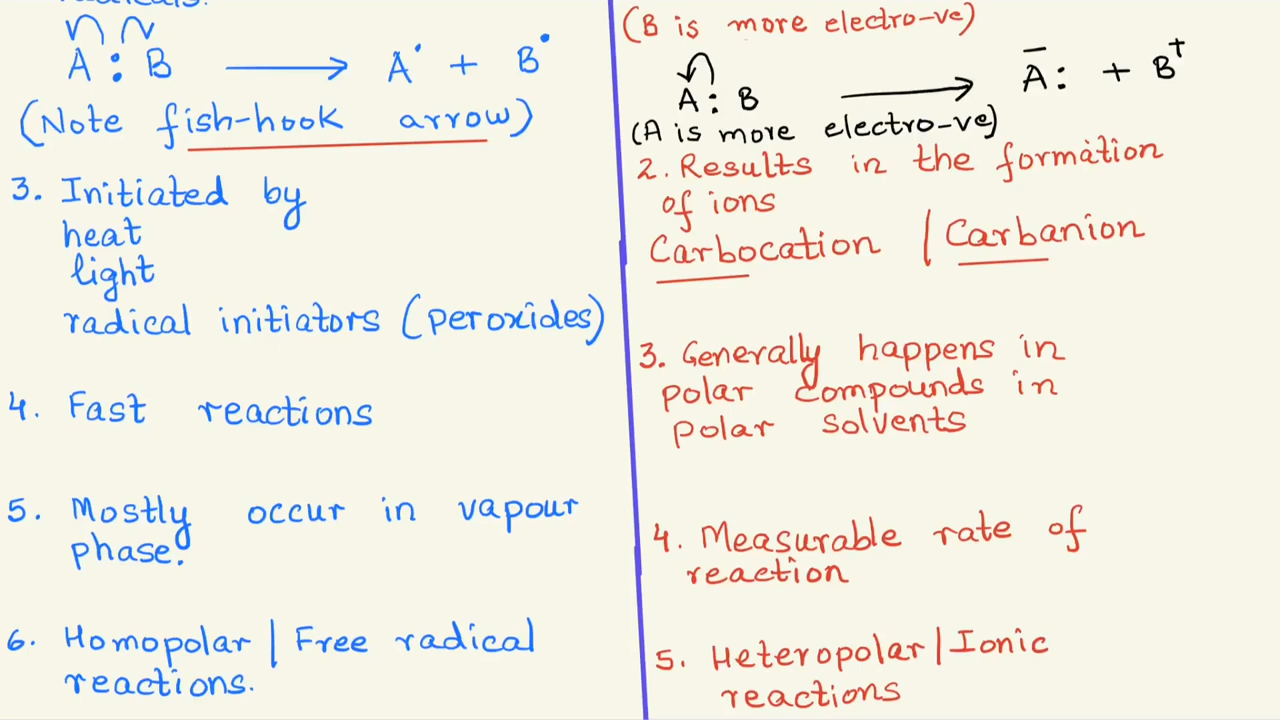 A : B ⟶ A• + B•
(Note fish-hook arrow)
3. Initiated by
heat
light
radical initiators (peroxides)
4. Fast reactions
5. Mostly occur in vapour
phase.
6. Homopolar | Free radical
reactions.
(B is more electro-ve)
A : B ⟶ Ā: + B⁺
(A is more electro-ve)
2. Results in the formation
of ions
Carbocation | Carbanion
3. Generally happens in
polar compounds in
polar solvents
4. Measurable rate of
reaction
5. Heteropolar | Ionic
reactions